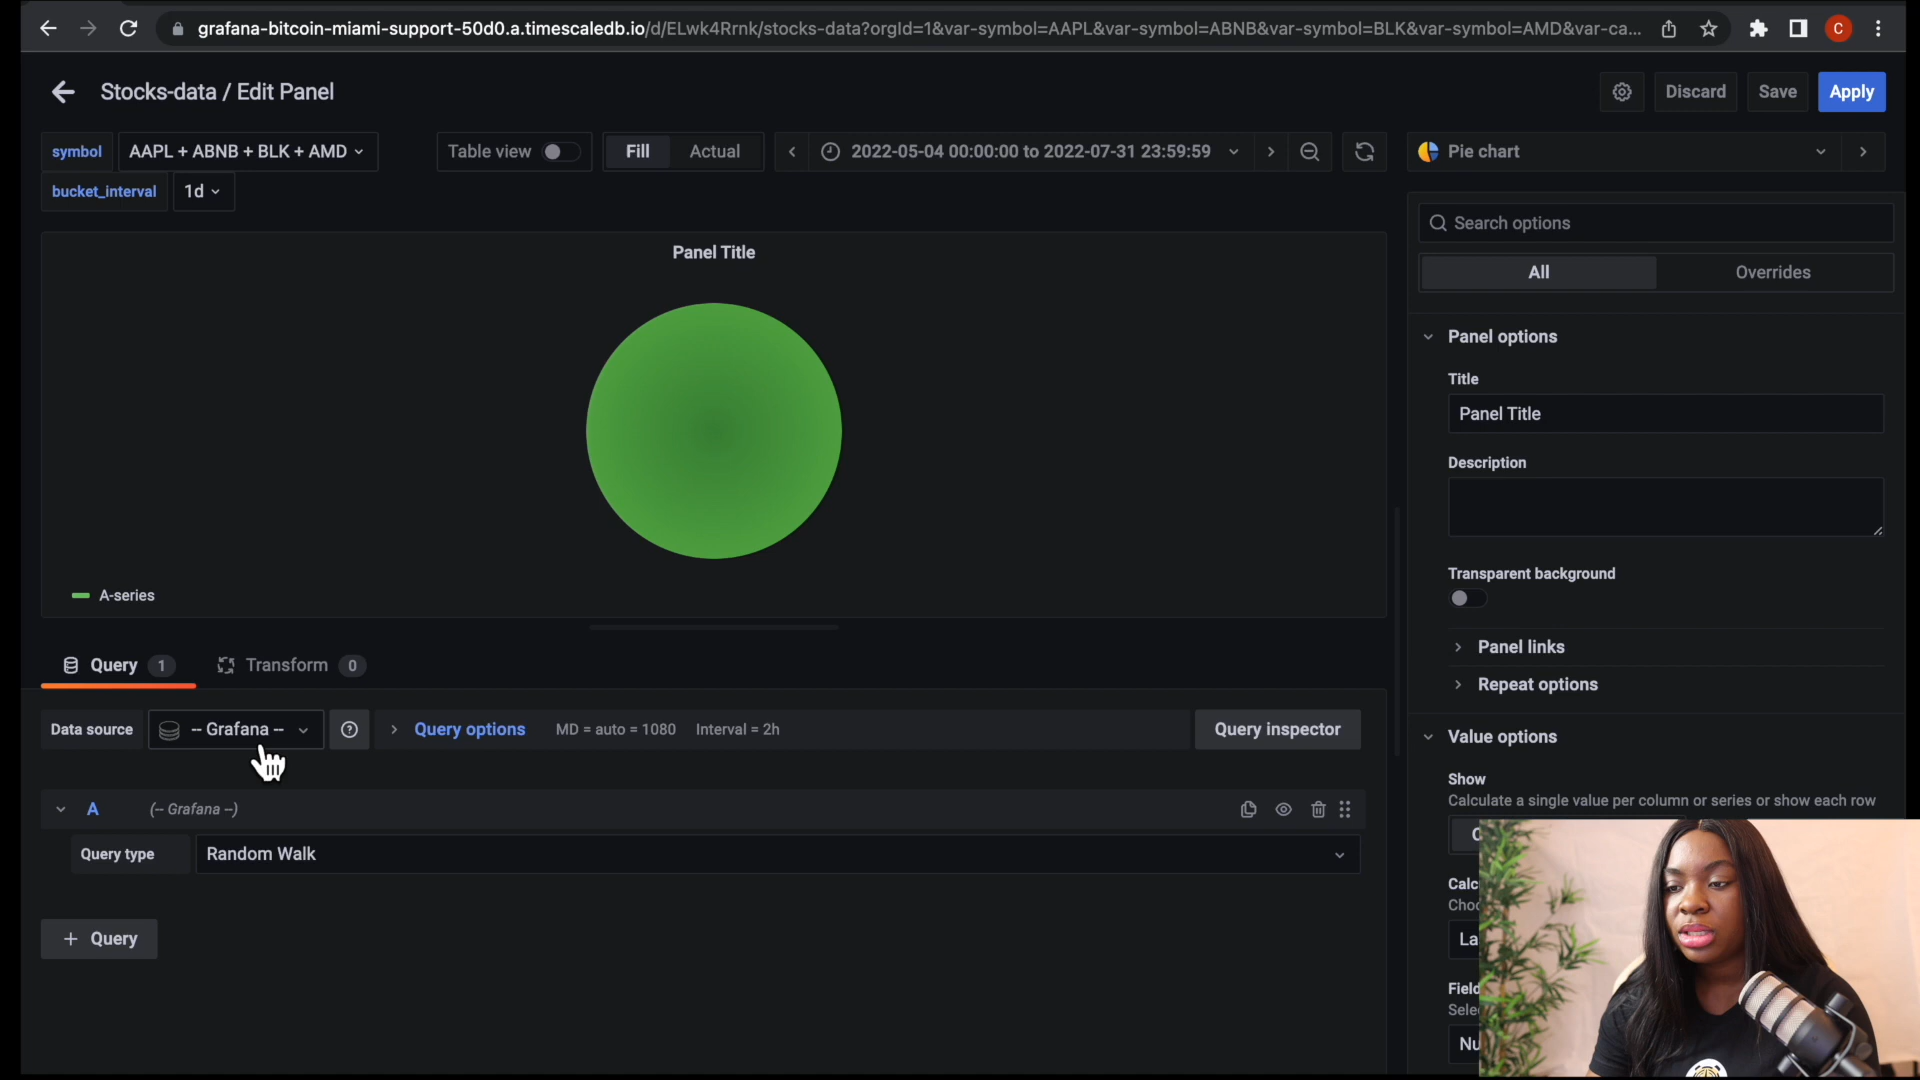 grafana-bitcoin-miami-support-50d0.a.timescaledb.io/d/ELwk4Rrnk/stocks-data?orgId=1&var-symbol=AAPL&var-symbol=ABNB&var-symbol=BLK&var-symbol=AMD&var-ca...
C
Stocks-data / Edit Panel
Discard
Save
Apply
symbol
AAPL + ABNB + BLK + AMD
Table view
Fill
Actual
2022-05-04 00:00:00 to 2022-07-31 23:59:59
Pie chart
bucket_interval
1d
Search options
Panel Title
All
Overrides
Panel options
Title
Panel Title
Description
Transparent background
A-series
Panel links
Query 1
Transform 0
Repeat options
Data source
-- Grafana --
Query options
MD = auto = 1080
Interval = 2h
Query inspector
Value options
Show
Calculate a single value per column or series or show each row
A
(-- Grafana --)
Query type
Random Walk
+ Query